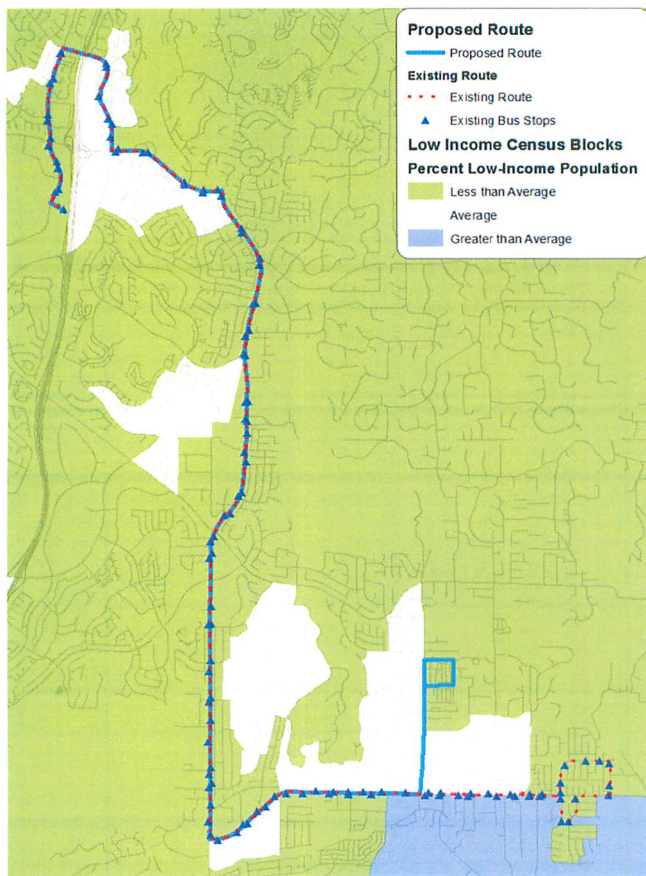 Proposed Route
Proposed Route
Existing Route
Existing Route
Existing Bus Stops
Low Income Census Blocks
Percent Low-Income Population
Less than Average
Average
Greater than Average